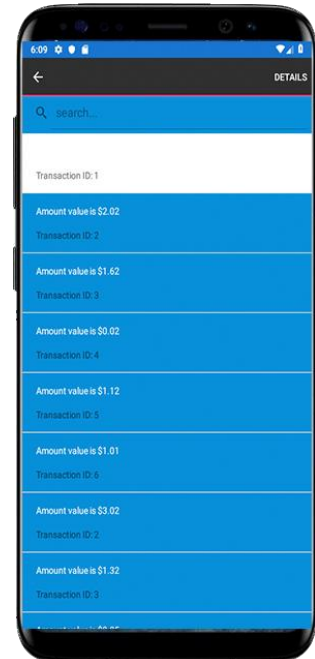 6:09
DETAILS
search...
Transaction ID: 1
Amount value is $2.02
Transaction ID: 2
Amount value is $1.62
Transaction ID: 3
Amount value is $0.02
Transaction ID: 4
Amount value is $1.12
Transaction ID: 5
Amount value is $1.01
Transaction ID: 6
Amount value is $3.02
Transaction ID: 2
Amount value is $1.32
Transaction ID: 3